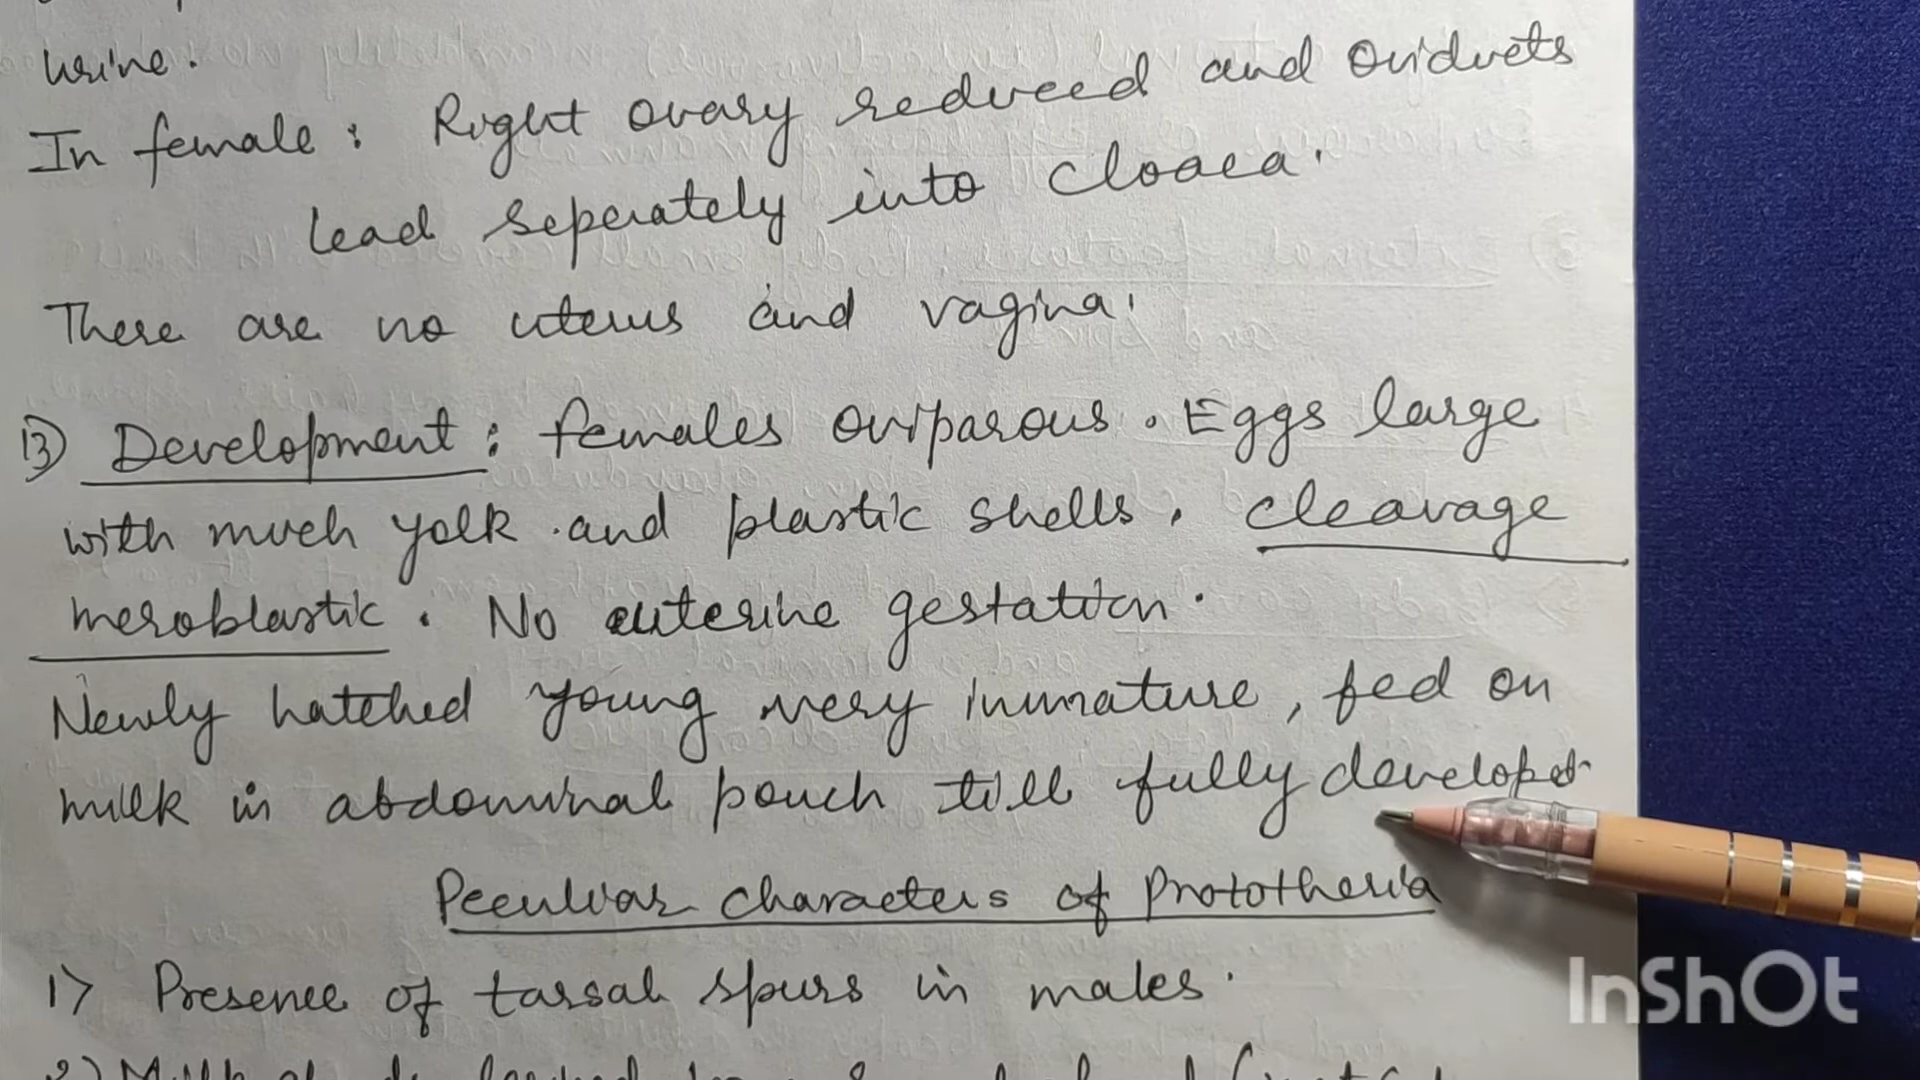 urine.
In female : Right ovary reduced and oviducts
lead seperately into cloaca.
There are no uterus and vagina.
13) Development : females oviparous. Eggs large
with much yolk and plastic shells. cleavage
meroblastic. No uterine gestation.
Newly hatched young very immature, fed on
milk in abdominal pouch till fully developed
Peculiar characters of Prototheria
1) Presence of tarsal spurs in males.
2)
InShOt